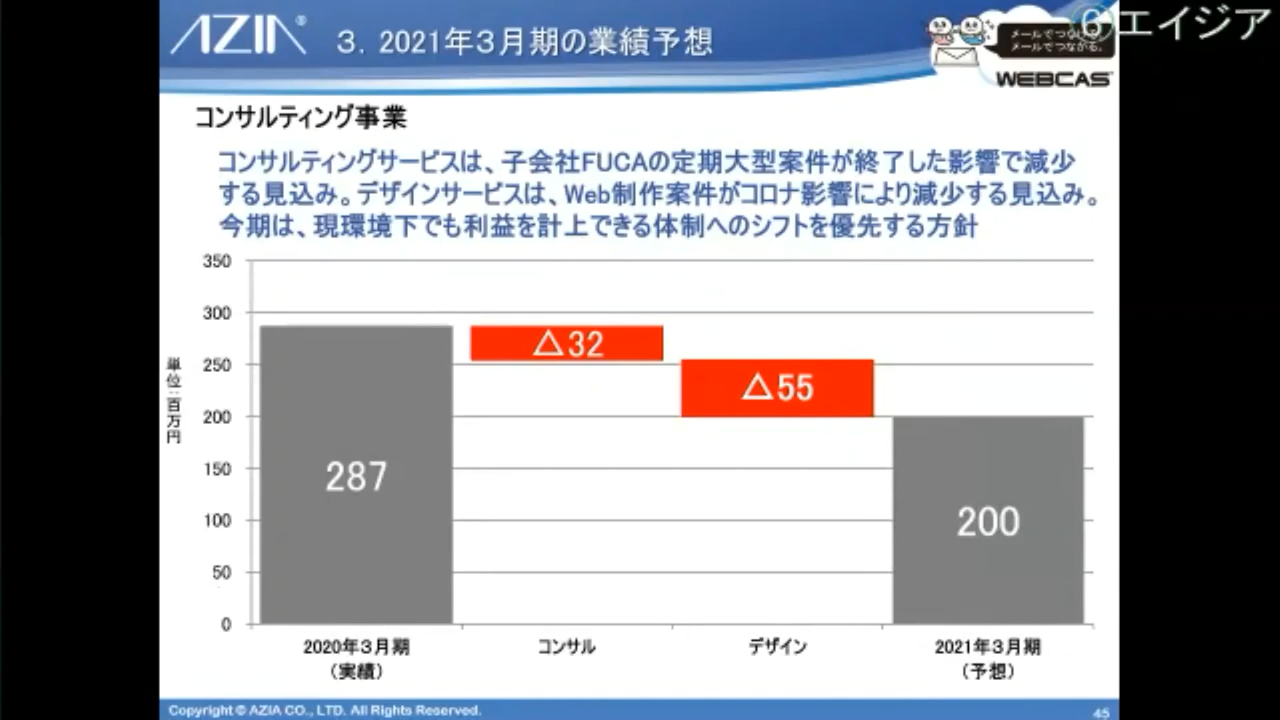 AZIA®
3．2021年3月期の業績予想
⑥エイジア
メールでつながる。
WEBCAS
コンサルティング事業
コンサルティングサービスは、子会社FUCAの定期大型案件が終了した影響で減少
する見込み。デザインサービスは、Web制作案件がコロナ影響により減少する見込み。
今期は、現環境下でも利益を計上できる体制へのシフトを優先する方針
単位：百万円
350
300
250
200
150
100
50
0
287
△32
△55
200
2020年3月期
（実績）
コンサル
デザイン
2021年3月期
（予想）
Copyright © AZIA CO., LTD. All Rights Reserved.
45